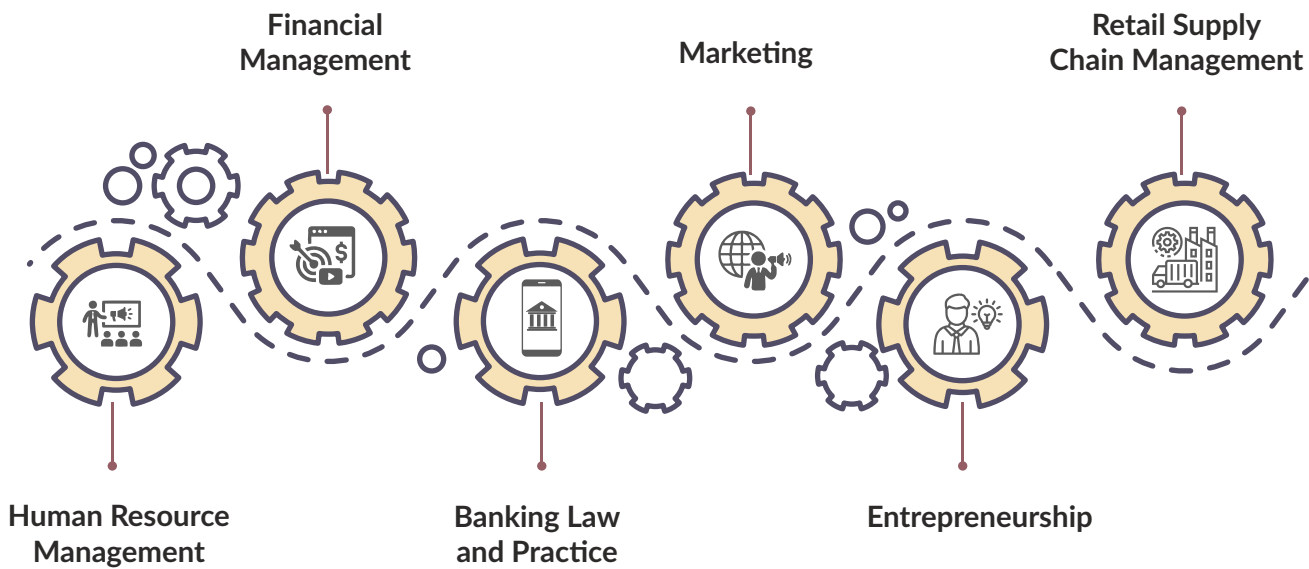 Financial
Management
Marketing
Retail Supply
Chain Management
$
Human Resource
Management
Banking Law
and Practice
Entrepreneurship